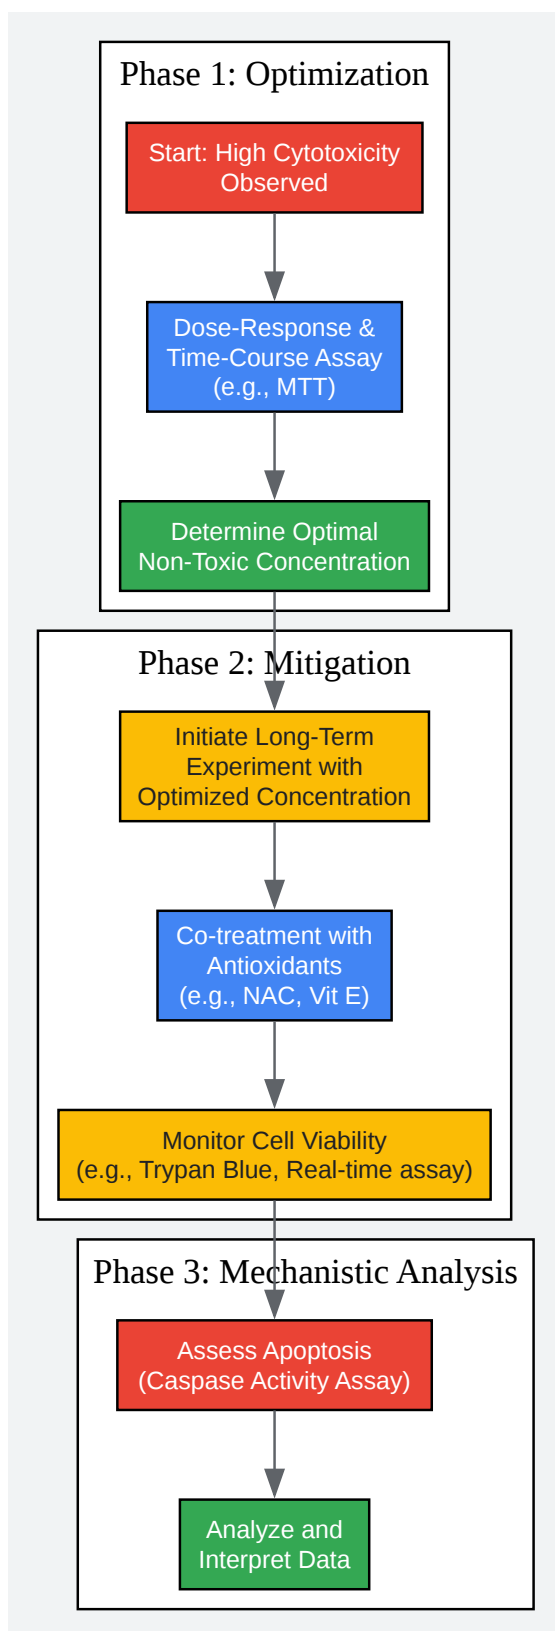 Phase 1: Optimization
Start: High Cytotoxicity
Observed
Dose-Response &
Time-Course Assay
(e.g., MTT)
Determine Optimal
Non-Toxic Concentration
Phase 2: Mitigation
Initiate Long-Term
Experiment with
Optimized Concentration
Co-treatment with
Antioxidants
(e.g., NAC, Vit E)
Monitor Cell Viability
(e.g., Trypan Blue, Real-time assay)
Phase 3: Mechanistic Analysis
Assess Apoptosis
(Caspase Activity Assay)
Analyze and
Interpret Data